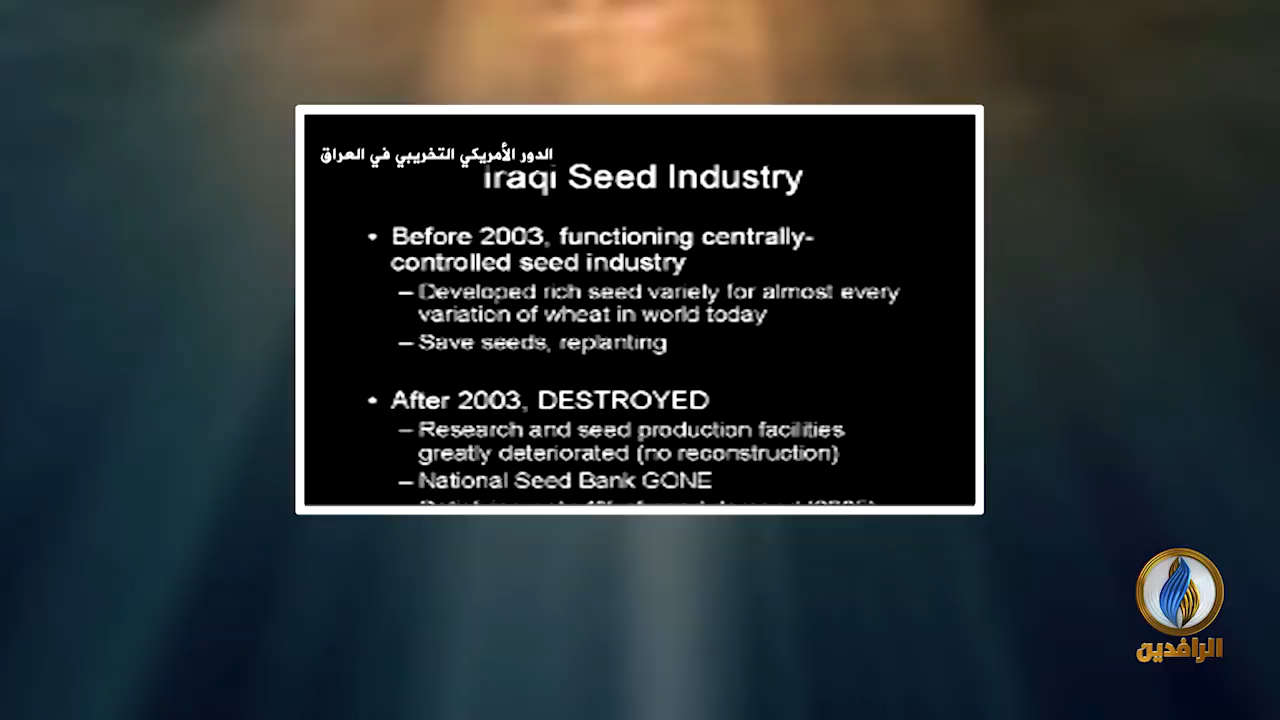 الدور الأمريكي التخريبي في العراق
Iraqi Seed Industry
• Before 2003, functioning centrally-
controlled seed industry
– Developed rich seed variely for almost every
variation of wheat in world today
– Save seeds, replanting
• After 2003, DESTROYED
– Research and seed production facilities
greatly deteriorated (no reconstruction)
– National Seed Bank GONE
الرافدين